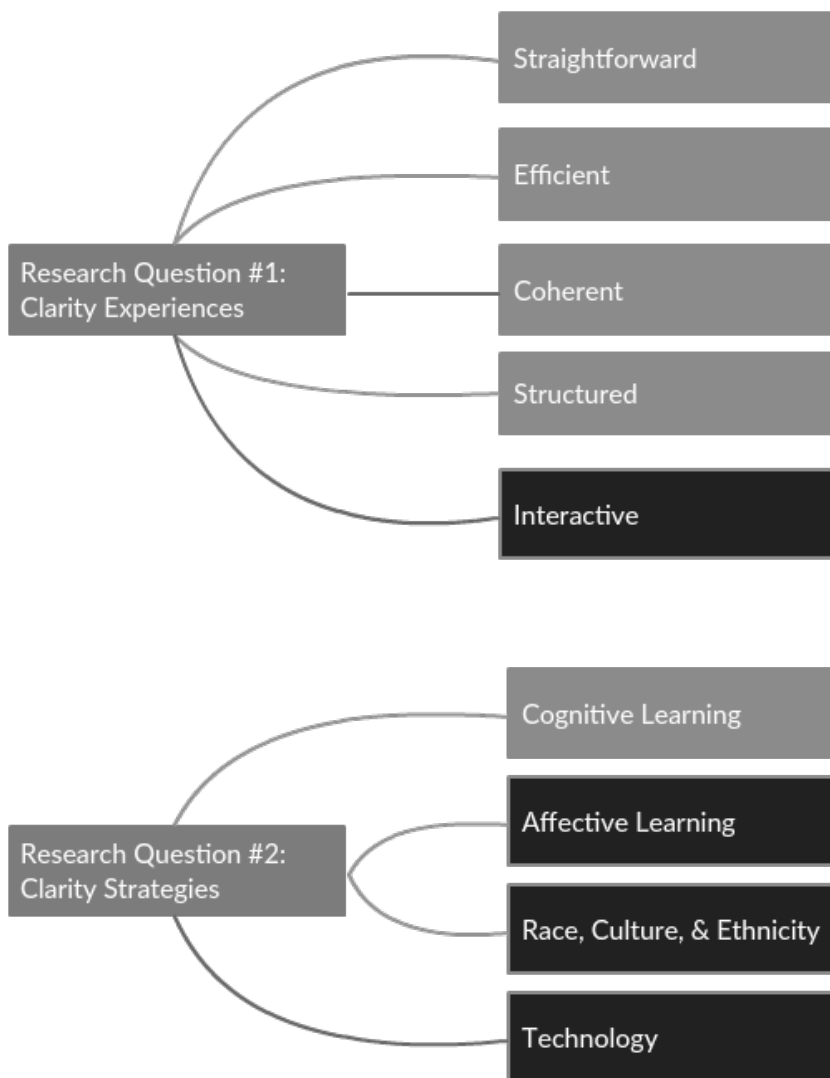 Straightforward
Efficient
Research Question #1:
Clarity Experiences
Coherent
Structured
Interactive
Cognitive Learning
Affective Learning
Research Question #2:
Clarity Strategies
Race, Culture, & Ethnicity
Technology